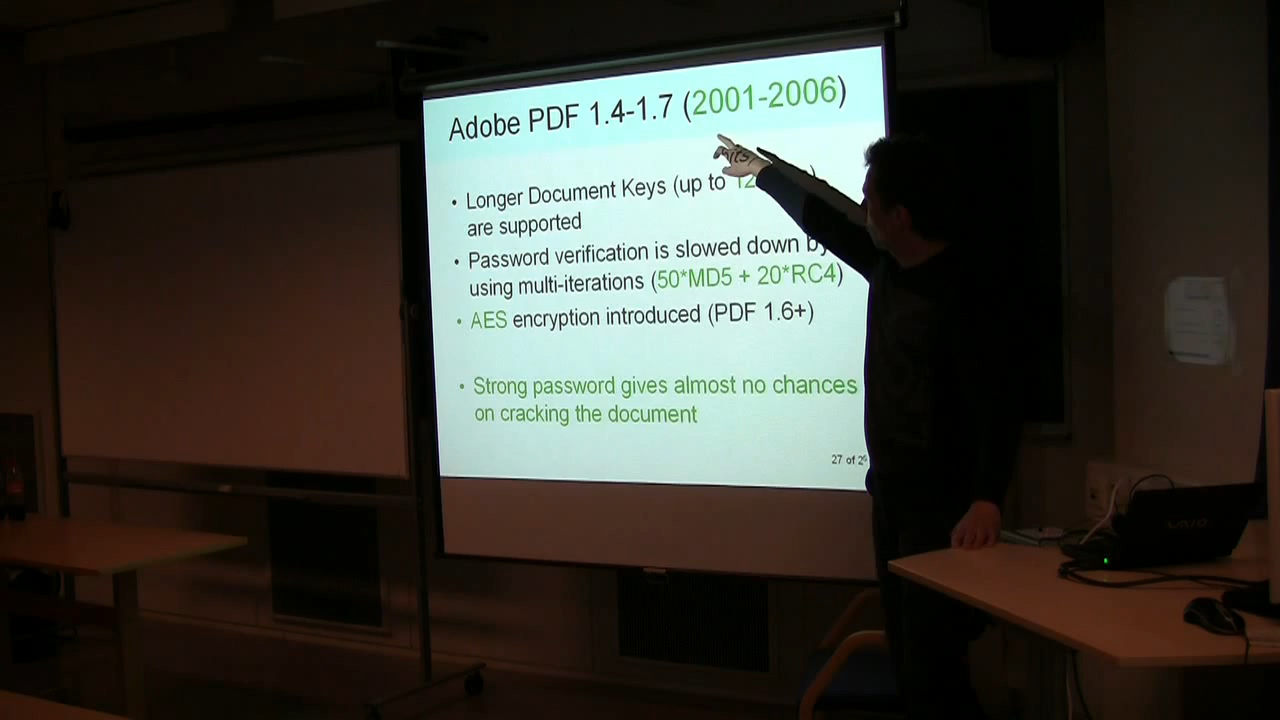 Adobe PDF 1.4-1.7 (2001-2006)
• Longer Document Keys (up to
are supported
• Password verification is slowed down by
using multi-iterations (50*MD5 + 20*RC4)
• AES encryption introduced (PDF 1.6+)
• Strong password gives almost no chances
on cracking the document
27 of
VAIO